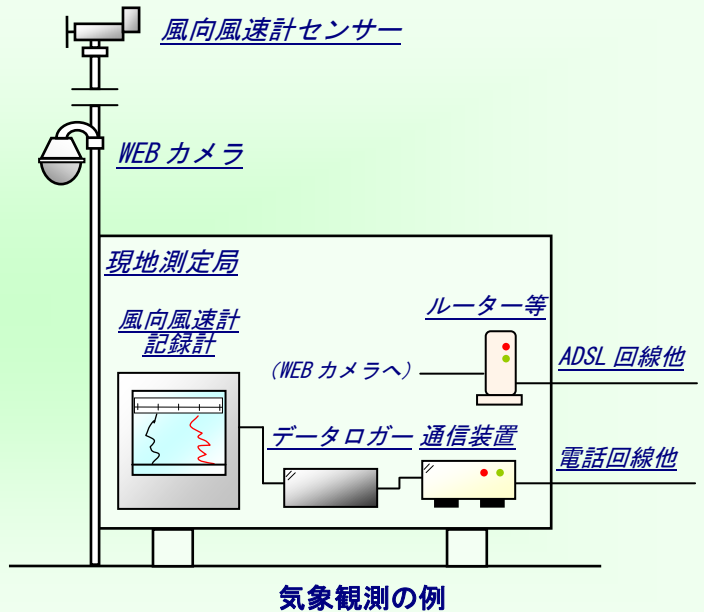 風向風速計センサー
WEB カメラ
現地測定局
ルーター等
風向風速計
記録計
(WEB カメラへ)
ADSL 回線他
データロガー
通信装置
電話回線他
気象観測の例